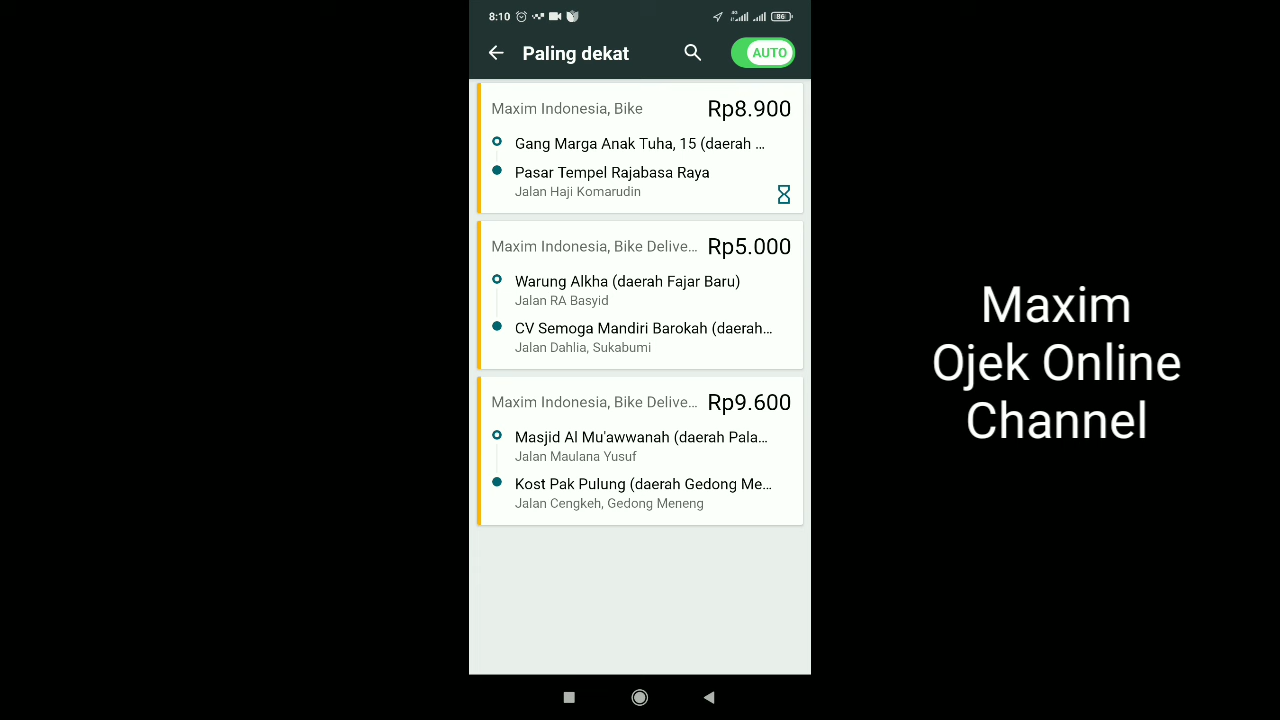 8:10
4G
86
Paling dekat
AUTO
Maxim Indonesia, Bike
Rp8.900
Gang Marga Anak Tuha, 15 (daerah ...
Pasar Tempel Rajabasa Raya
Jalan Haji Komarudin
Maxim Indonesia, Bike Delive...
Rp5.000
Warung Alkha (daerah Fajar Baru)
Jalan RA Basyid
CV Semoga Mandiri Barokah (daerah...
Jalan Dahlia, Sukabumi
Maxim Indonesia, Bike Delive...
Rp9.600
Masjid Al Mu'awwanah (daerah Pala...
Jalan Maulana Yusuf
Kost Pak Pulung (daerah Gedong Me...
Jalan Cengkeh, Gedong Meneng
Maxim
Ojek Online
Channel